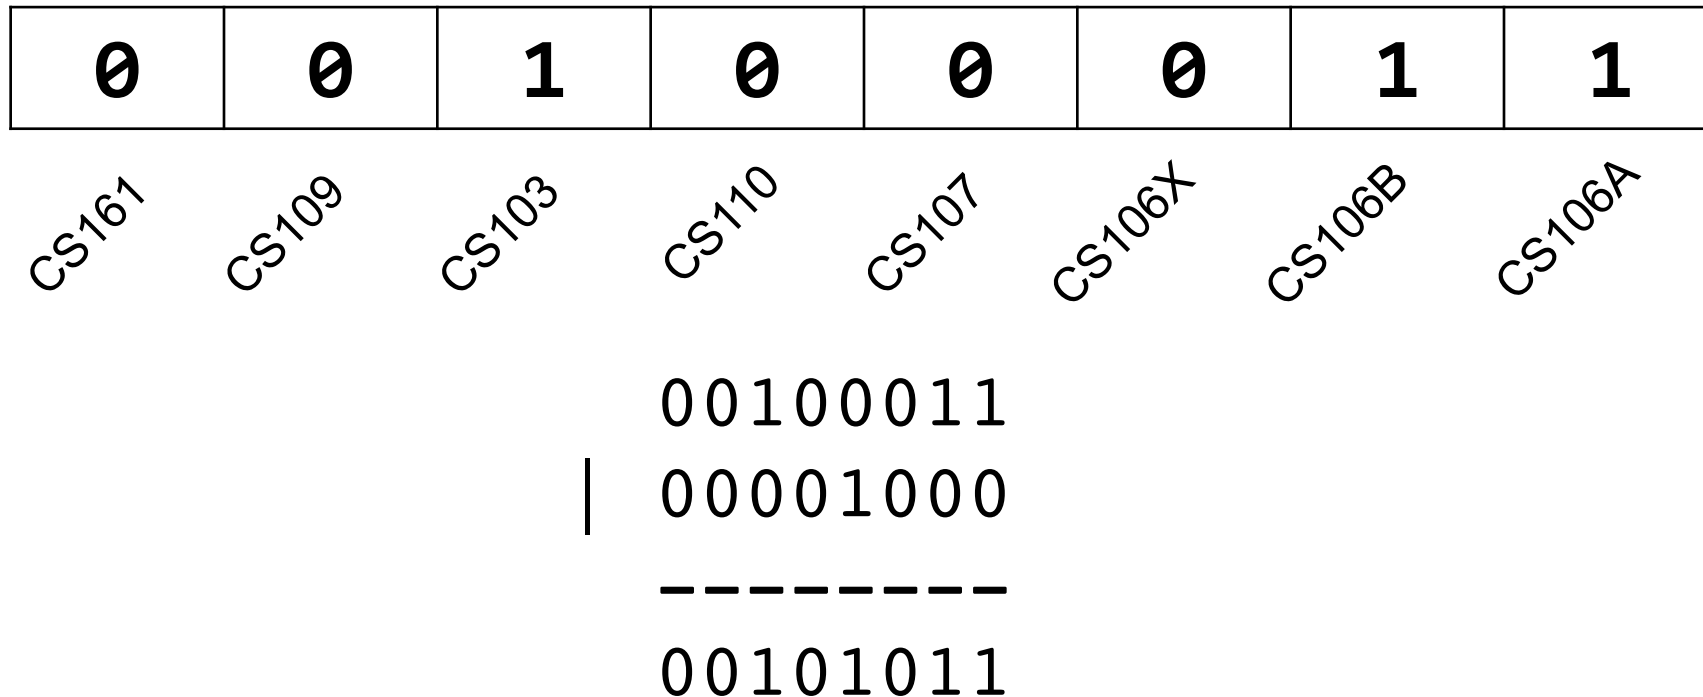 0 0 1 0 0 0 1 1
CS161 CS109 CS103 CS110 CS107 CS106X CS106B CS106A
00100011
| 00001000
--------
00101011